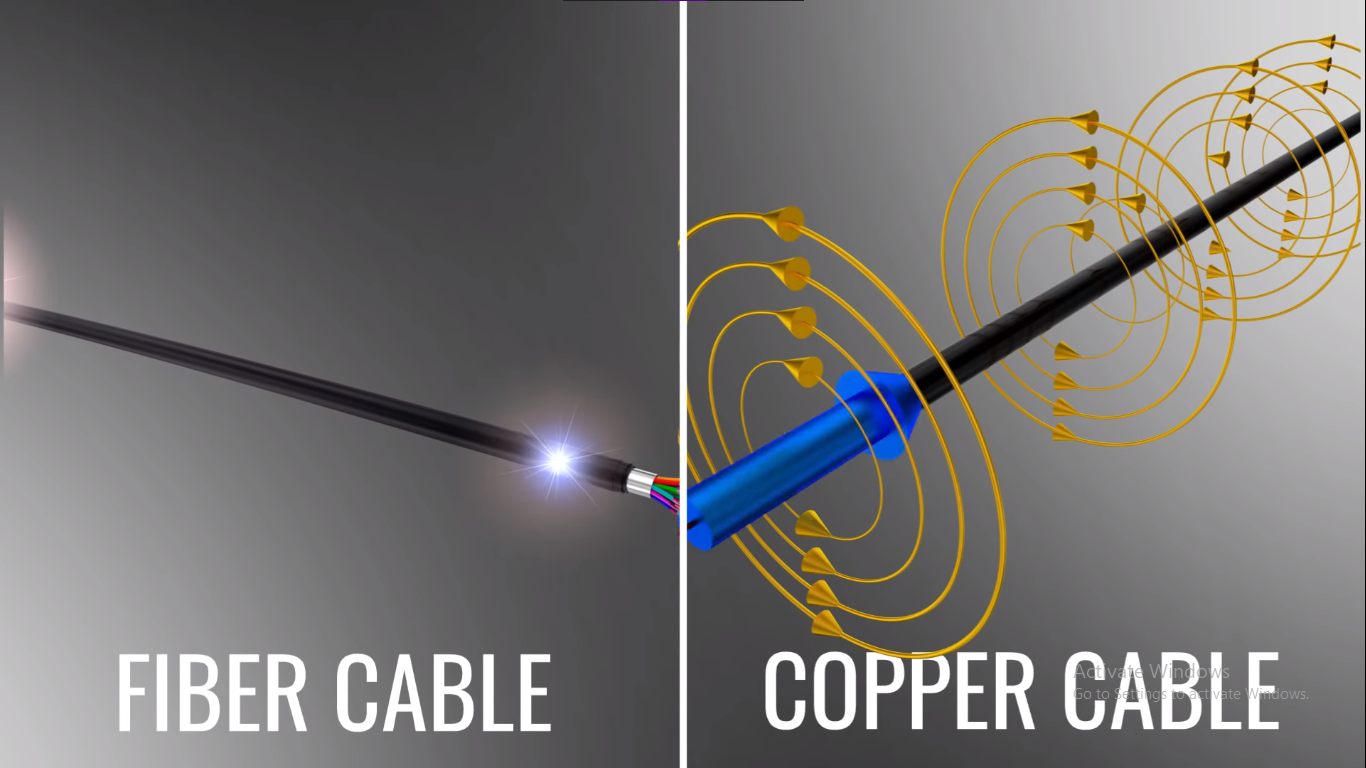 FIBER CABLE
COPPER CABLE
Activate Windows
Go to Settings to activate Windows.